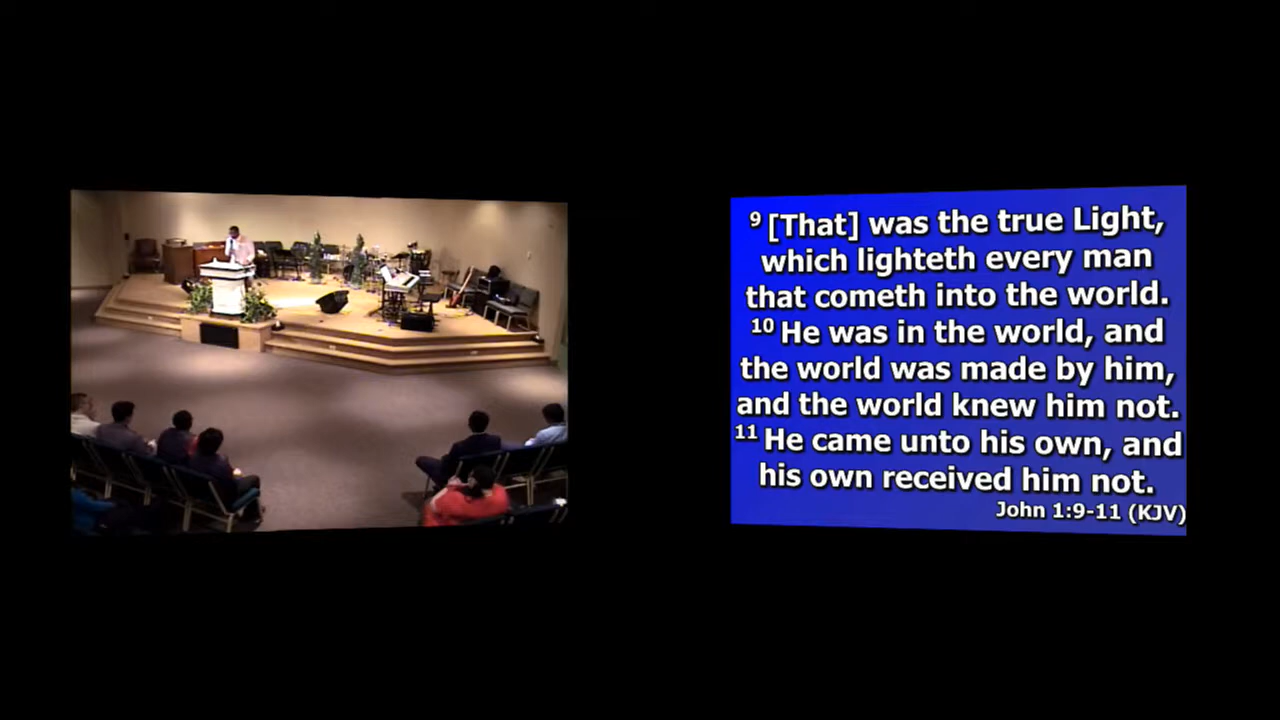 9 [That] was the true Light,
which lighteth every man
that cometh into the world.
10 He was in the world, and
the world was made by him,
and the world knew him not.
11 He came unto his own, and
his own received him not.
John 1:9-11 (KJV)